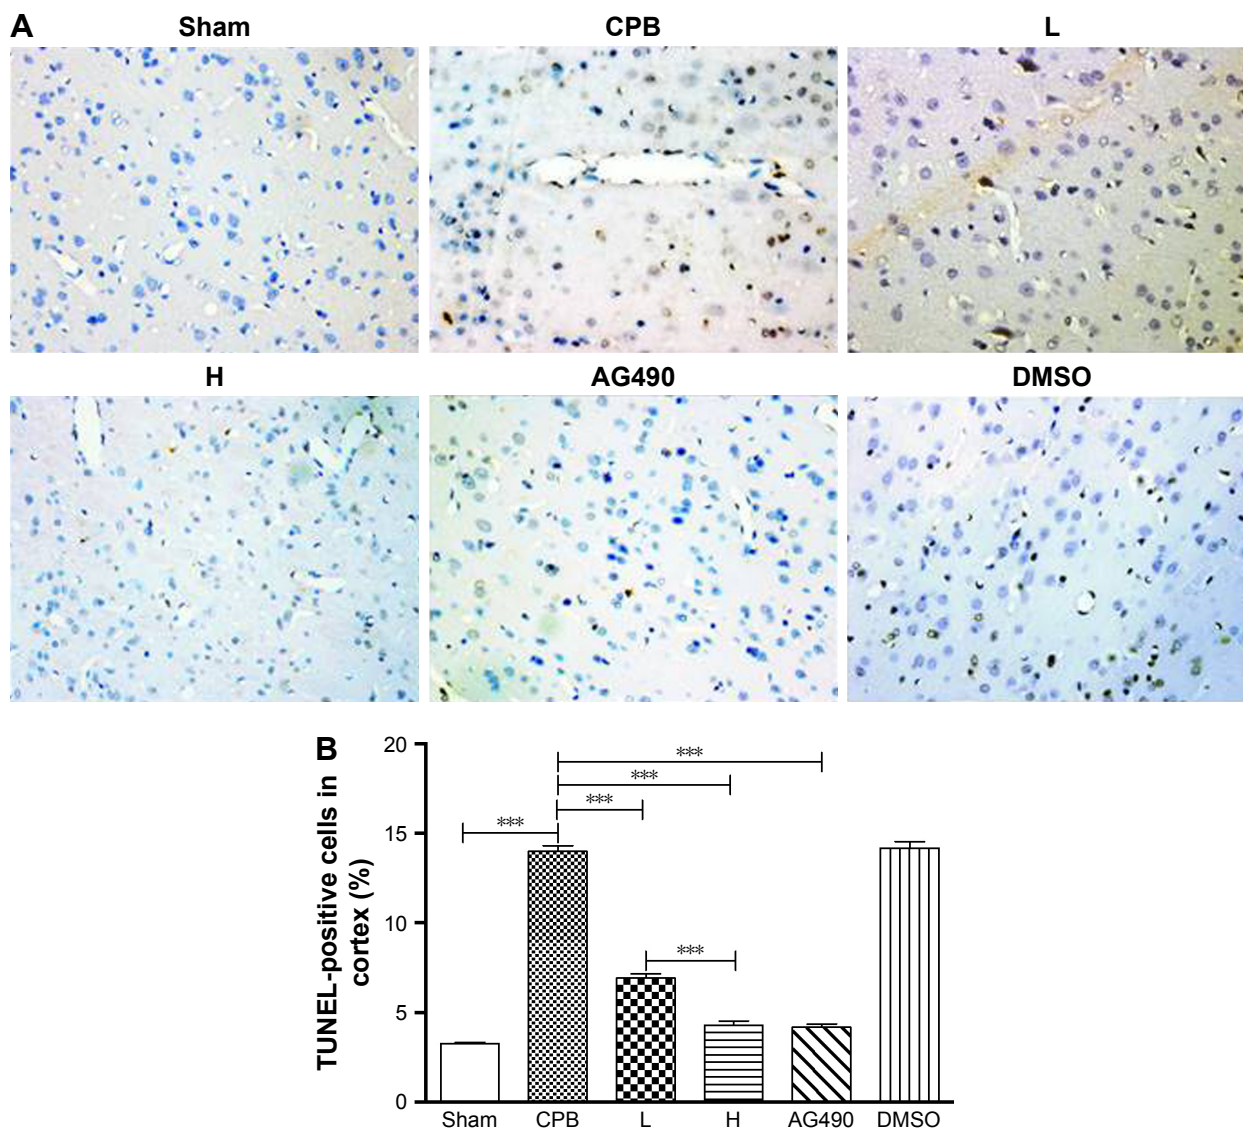 A
Sham CPB L
H AG490 DMSO
B
TUNEL-positive cells in
cortex (%)
20
15
10
5
0
***
***
***
***
***
Sham CPB L H AG490 DMSO